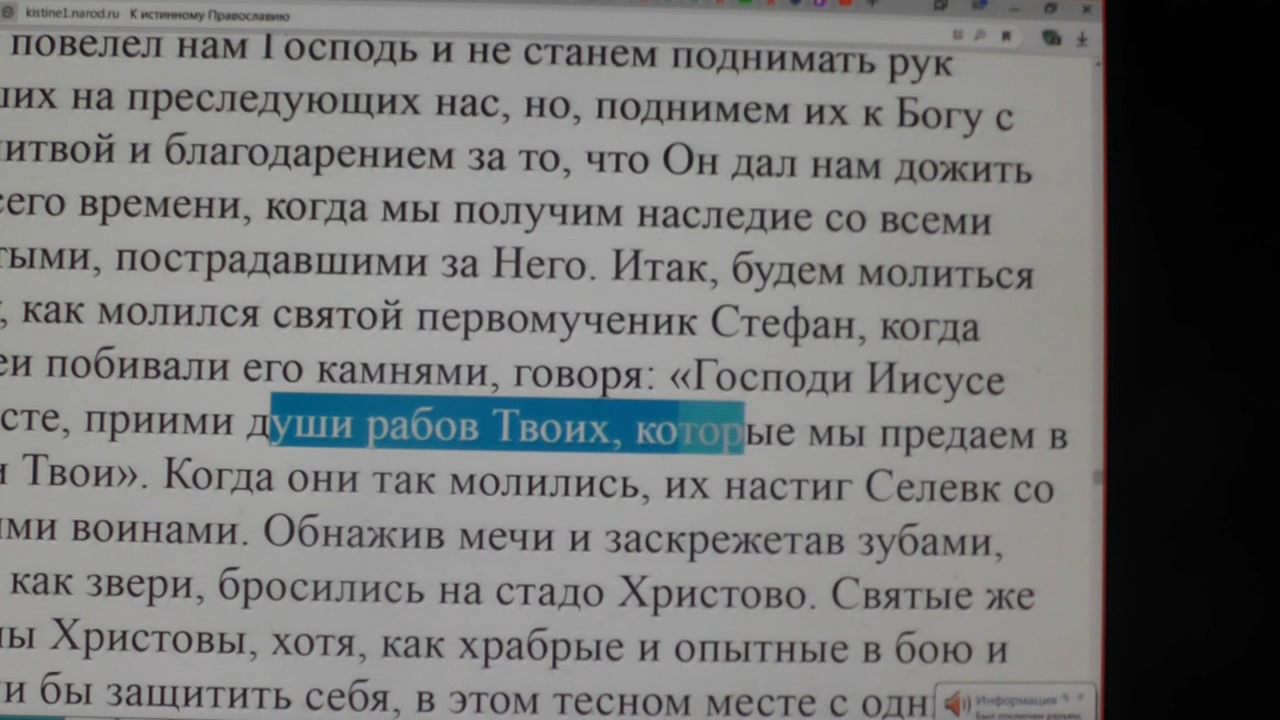 kistine1.narod.ru К истинному Православию
повелел нам Господь и не станем поднимать рук
ших на преследующих нас, но, поднимем их к Богу с
итвой и благодарением за то, что Он дал нам дожить
сего времени, когда мы получим наследие со всеми
тыми, пострадавшими за Него. Итак, будем молиться
, как молился святой первомученик Стефан, когда
еи побивали его камнями, говоря: «Господи Иисусе
сте, приими души рабов Твоих, которые мы предаем в
и Твои». Когда они так молились, их настиг Селевк со
ими воинами. Обнажив мечи и заскрежетав зубами,
как звери, бросились на стадо Христово. Святые же
ны Христовы, хотя, как храбрые и опытные в бою и
и бы защитить себя, в этом тесном месте с одн
Информация